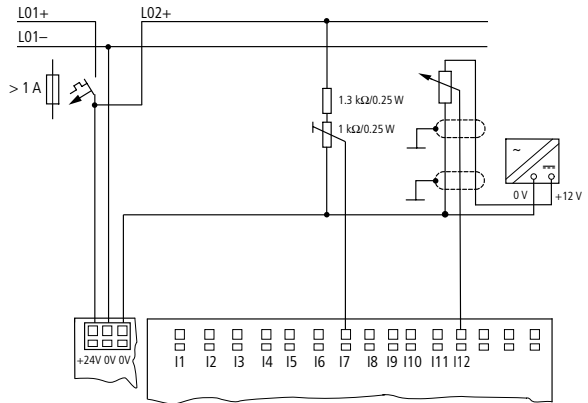 L01+ L02+
L01–
> 1 A
1.3 kΩ/0.25 W
1 kΩ/0.25 W
~
0 V +12 V
+24V 0V 0V
I1 I2 I3 I4 I5 I6 I7 I8 I9 I10 I11 I12